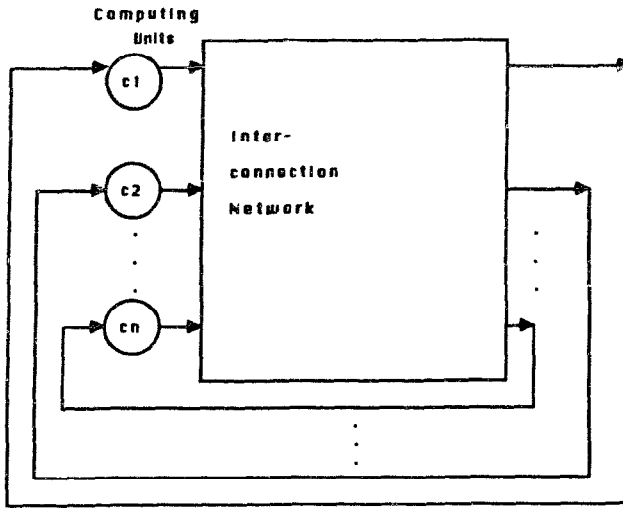 Computing
Units
c1
Inter-
connection
Network
c2
cn